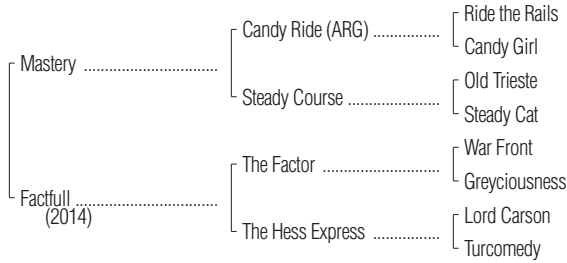 Ride the Rails
Candy Ride (ARG) ................
Candy Girl
Mastery ................................
Old Trieste
Steady Course ......................
Steady Cat
War Front
The Factor ............................
Greyciousness
Factfull ..................................
(2014)
Lord Carson
The Hess Express ................
Turcomedy